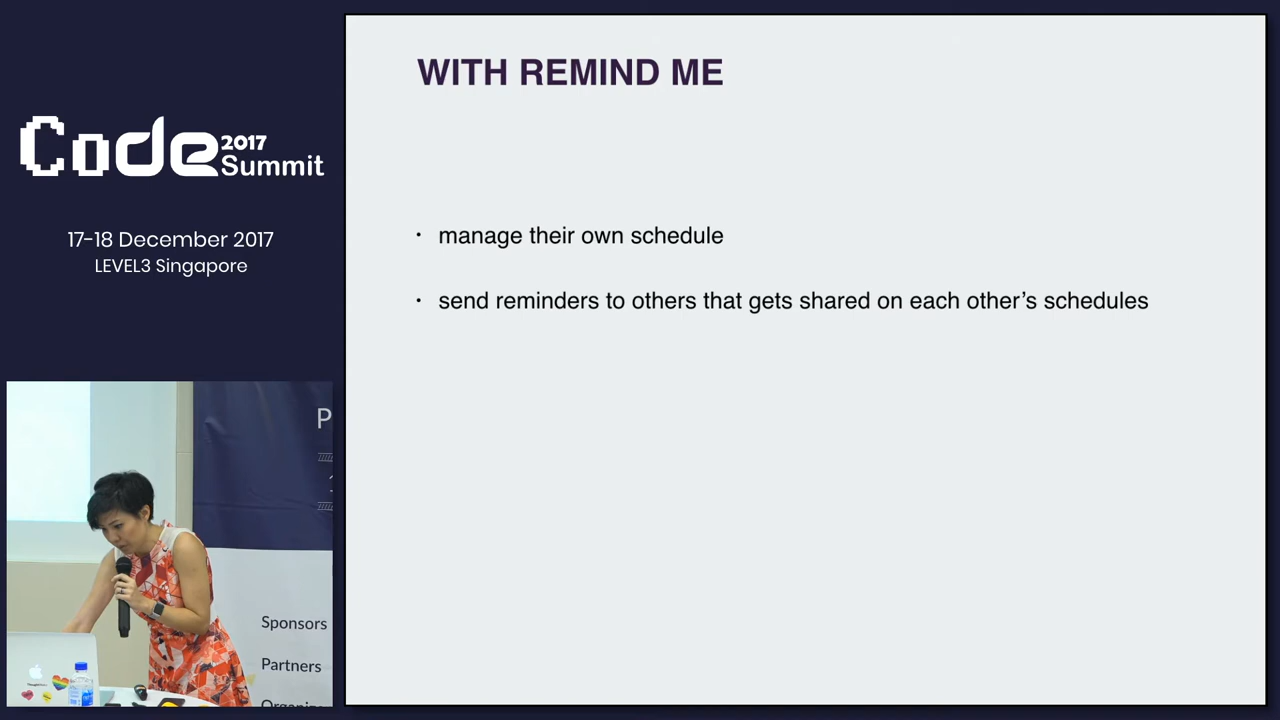 Code 2017 Summit
17-18 December 2017
LEVEL3 Singapore
WITH REMIND ME
• manage their own schedule
• send reminders to others that gets shared on each other’s schedules
P
Sponsors
Partners